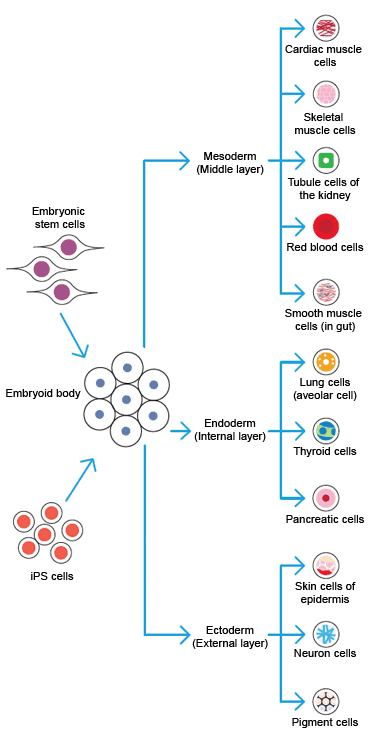 Cardiac muscle
cells
Skeletal
muscle cells
Mesoderm
(Middle layer)
Tubule cells of
the kidney
Embryonic
stem cells
Red blood cells
Smooth muscle
cells (in gut)
Embryoid body
Lung cells
(aveolar cell)
Endoderm
(Internal layer)
Thyroid cells
Pancreatic cells
iPS cells
Skin cells of
epidermis
Ectoderm
(External layer)
Neuron cells
Pigment cells